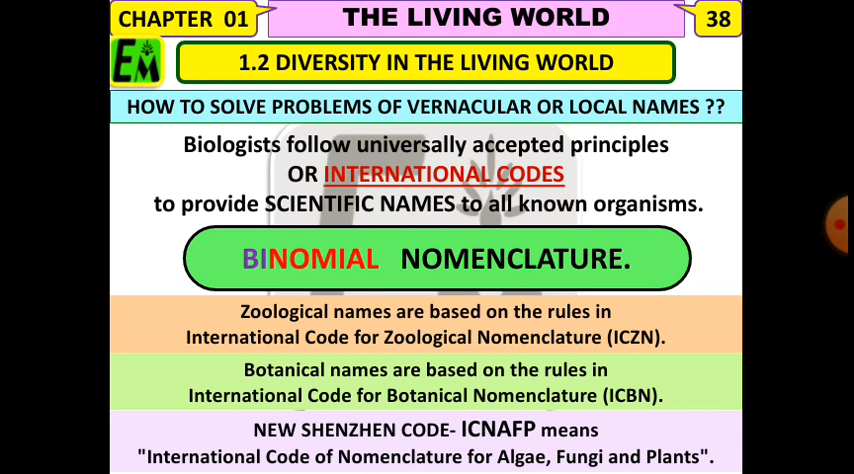 CHAPTER 01
THE LIVING WORLD
38
EM
1.2 DIVERSITY IN THE LIVING WORLD
HOW TO SOLVE PROBLEMS OF VERNACULAR OR LOCAL NAMES ??
Biologists follow universally accepted principles
OR INTERNATIONAL CODES
to provide SCIENTIFIC NAMES to all known organisms.
BINOMIAL NOMENCLATURE.
Zoological names are based on the rules in
International Code for Zoological Nomenclature (ICZN).
Botanical names are based on the rules in
International Code for Botanical Nomenclature (ICBN).
NEW SHENZHEN CODE- ICNAFP means
"International Code of Nomenclature for Algae, Fungi and Plants".